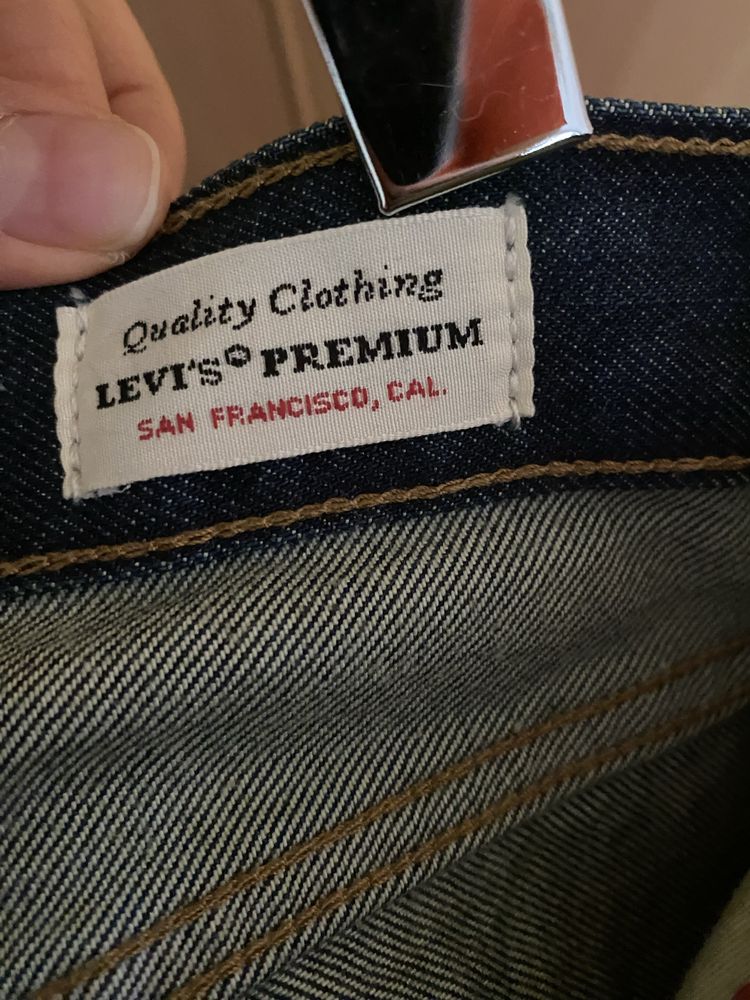 Quality Clothing
LEVI'S® PREMIUM
SAN FRANCISCO, CAL.